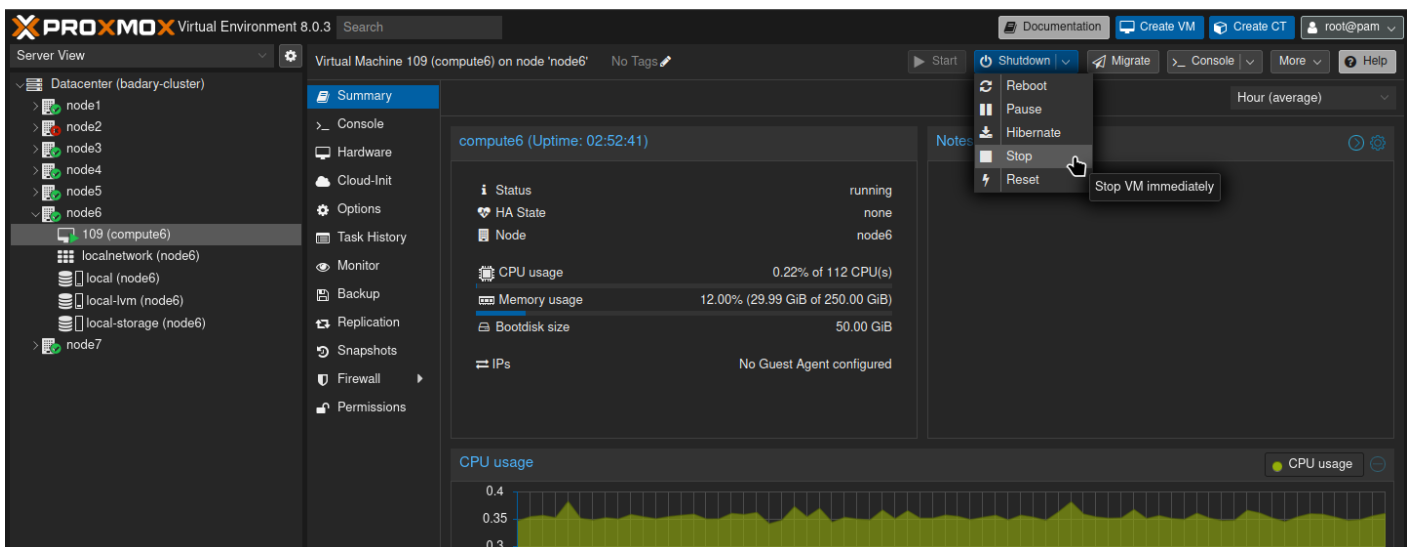 PROXMOX Virtual Environment 8.0.3 Search Documentation Create VM Create CT root@pam
Server View
Datacenter (badary-cluster)
node1
node2
node3
node4
node5
node6
109 (compute6)
localnetwork (node6)
local (node6)
local-lvm (node6)
local-storage (node6)
node7
Virtual Machine 109 (compute6) on node 'node6' No Tags Start Shutdown Migrate >_ Console More Help
Summary
>_ Console
Hardware
Cloud-Init
Options
Task History
Monitor
Backup
Replication
Snapshots
Firewall
Permissions
Hour (average)
Reboot
Pause
Hibernate
Stop
Reset
Stop VM immediately
compute6 (Uptime: 02:52:41)
Status running
HA State none
Node node6
CPU usage 0.22% of 112 CPU(s)
Memory usage 12.00% (29.99 GiB of 250.00 GiB)
Bootdisk size 50.00 GiB
IPs No Guest Agent configured
Notes
CPU usage CPU usage
0.4
0.35
0.3